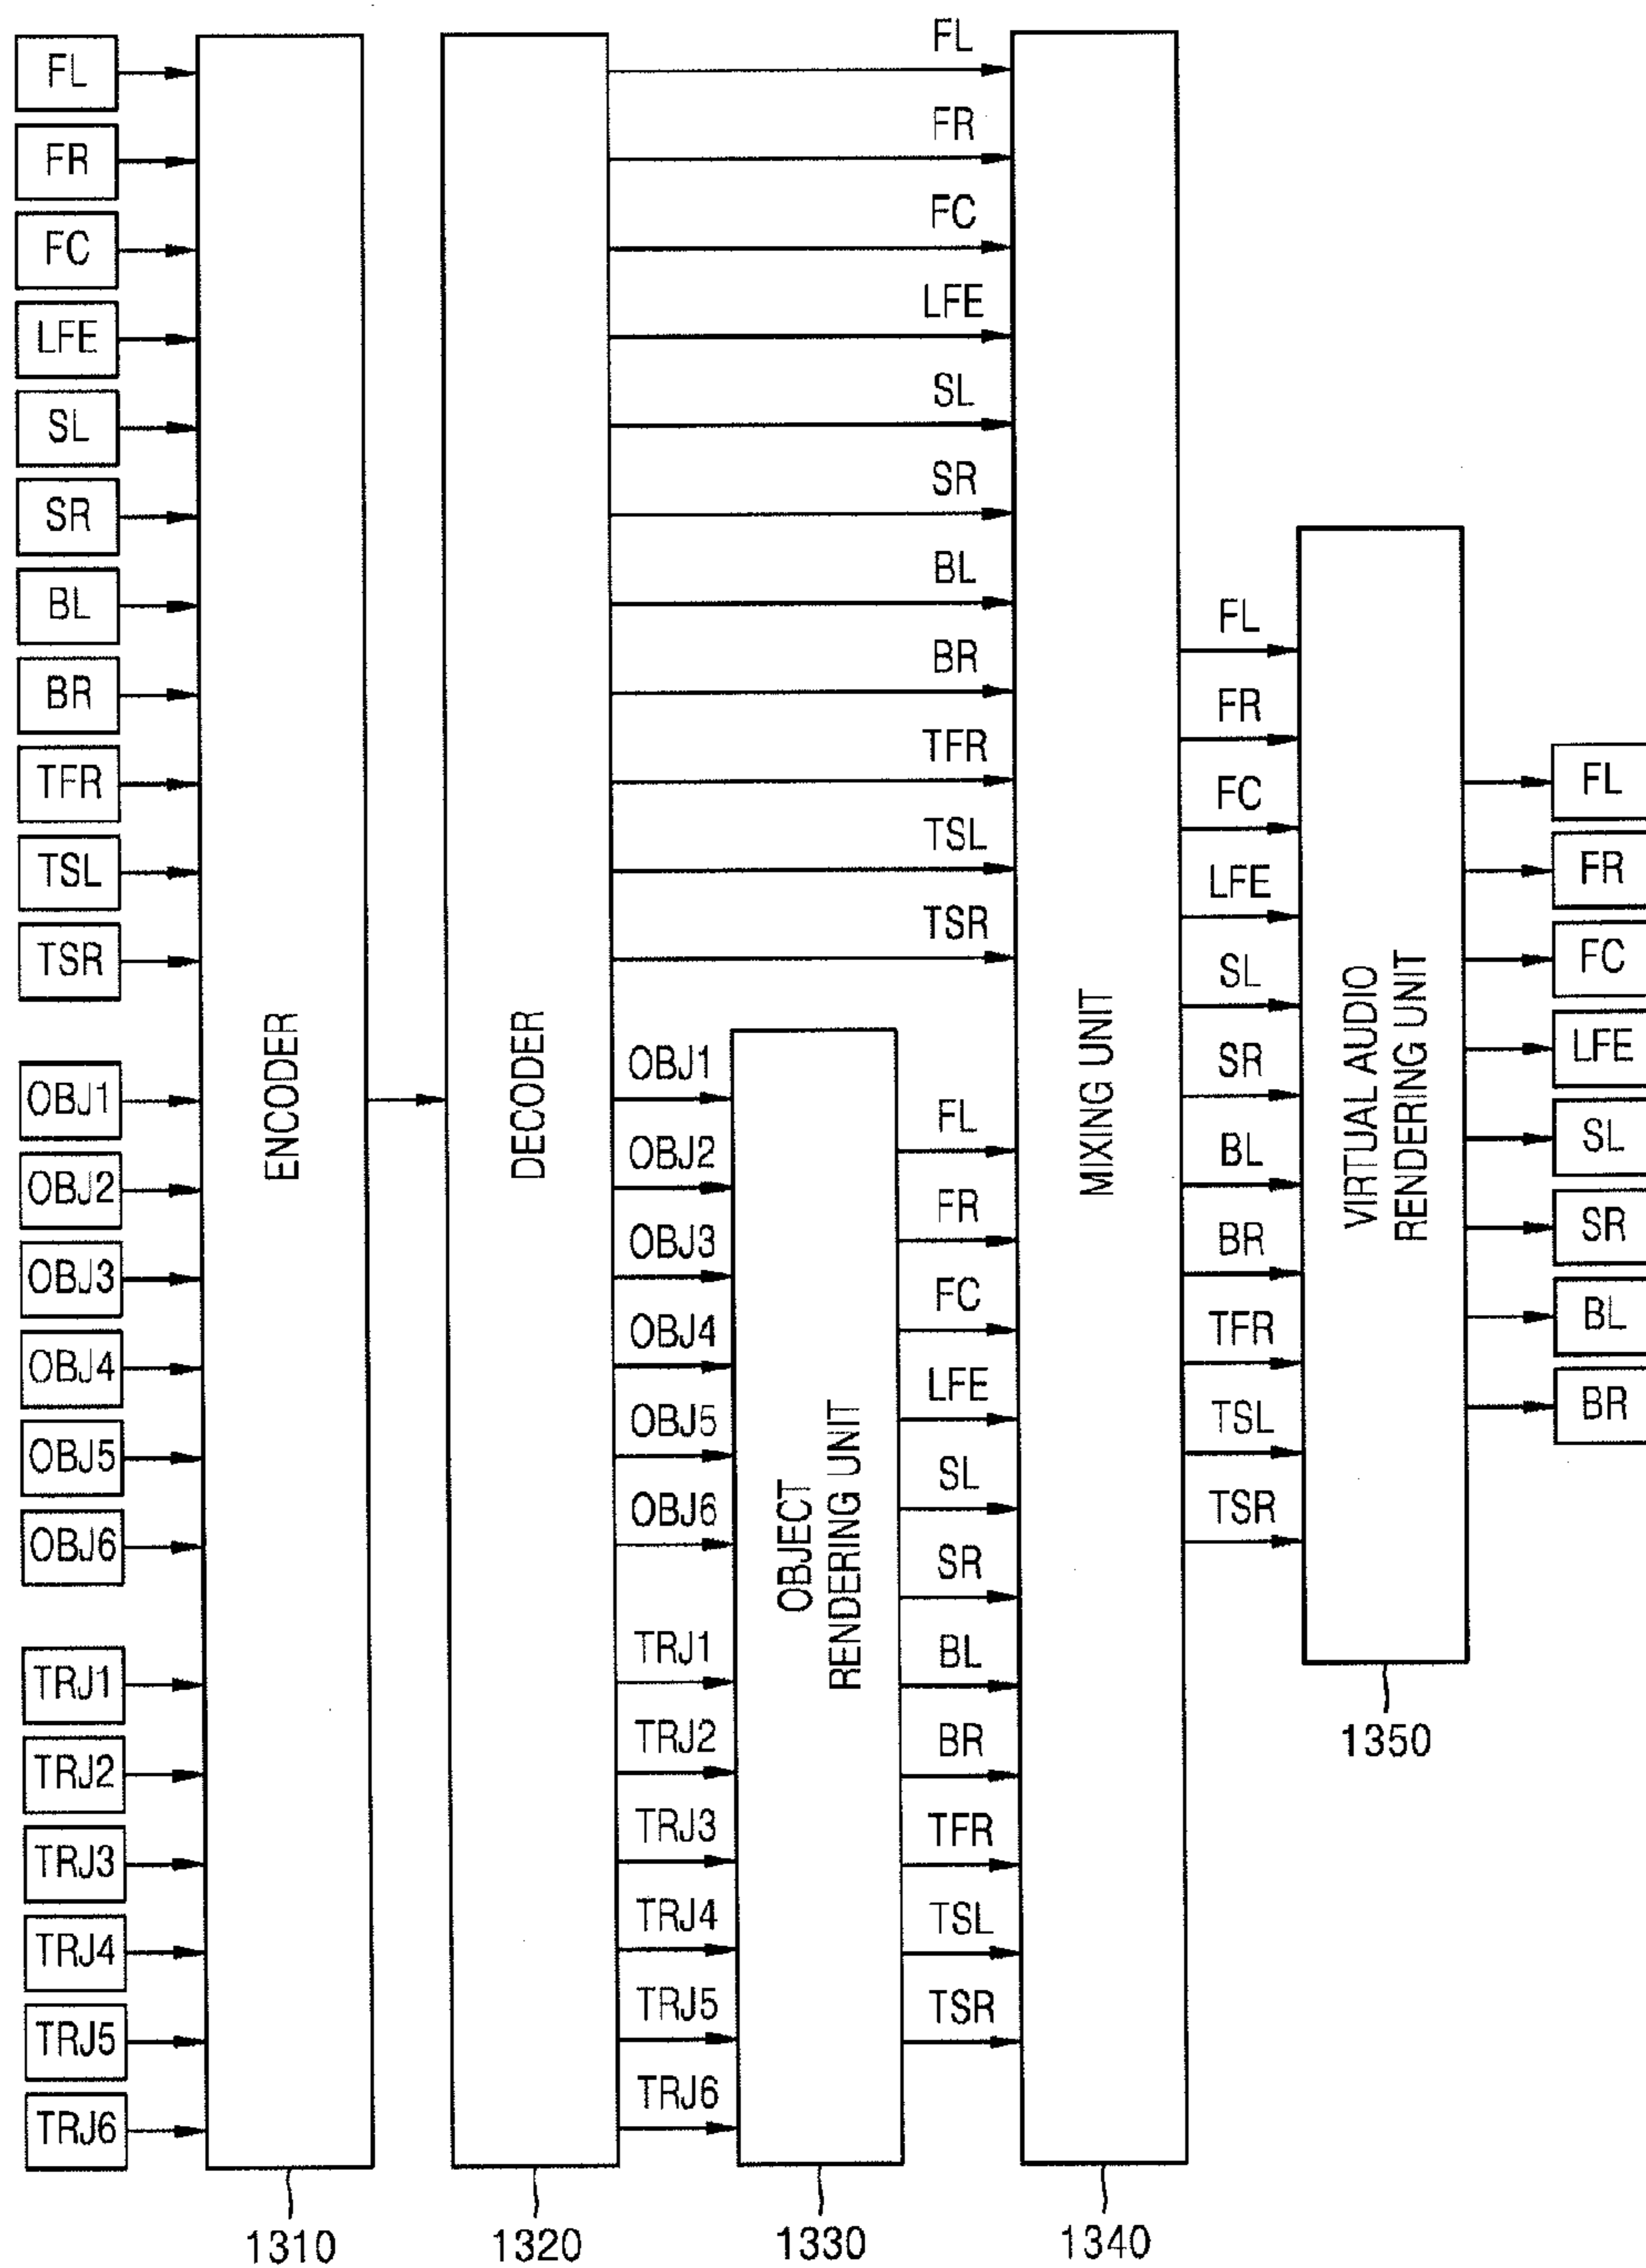 FL
FR
FC
LFE
SL
SR
BL
BR
TFR
TSL
TSR
OBJ1
OBJ2
OBJ3
OBJ4
OBJ5
OBJ6
TRJ1
TRJ2
TRJ3
TRJ4
TRJ5
TRJ6
ENCODER
1310
DECODER
1320
FL
FR
FC
LFE
SL
SR
BL
BR
TFR
TSL
TSR
OBJ1
OBJ2
OBJ3
OBJ4
OBJ5
OBJ6
TRJ1
TRJ2
TRJ3
TRJ4
TRJ5
TRJ6
OBJECT
RENDERING UNIT
1330
FL
FR
FC
LFE
SL
SR
BL
BR
TFR
TSL
TSR
MIXING UNIT
1340
FL
FR
FC
LFE
SL
SR
BL
BR
TFR
TSL
TSR
VIRTUAL AUDIO
RENDERING UNIT
1350
FL
FR
FC
LFE
SL
SR
BL
BR